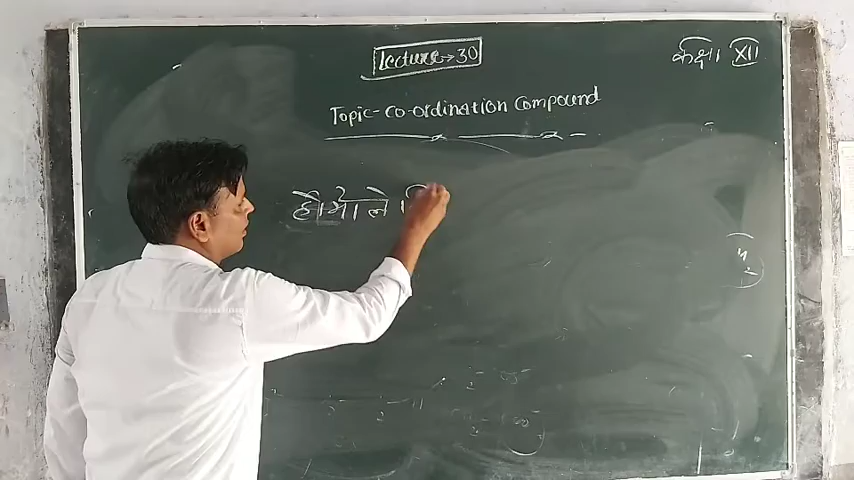 Lecture → 30
कक्षा XII
Topic - Co-ordination Compound
होमोले